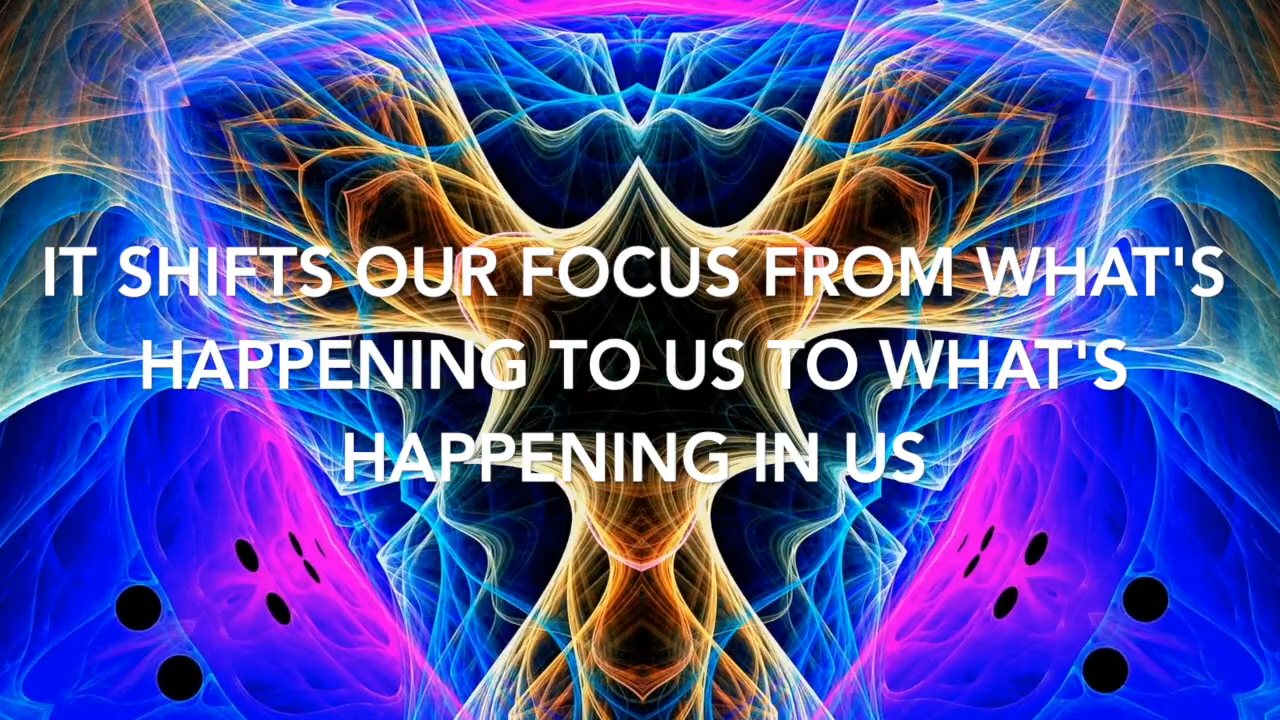 IT SHIFTS OUR FOCUS FROM WHAT'S
HAPPENING TO US TO WHAT'S
HAPPENING IN US